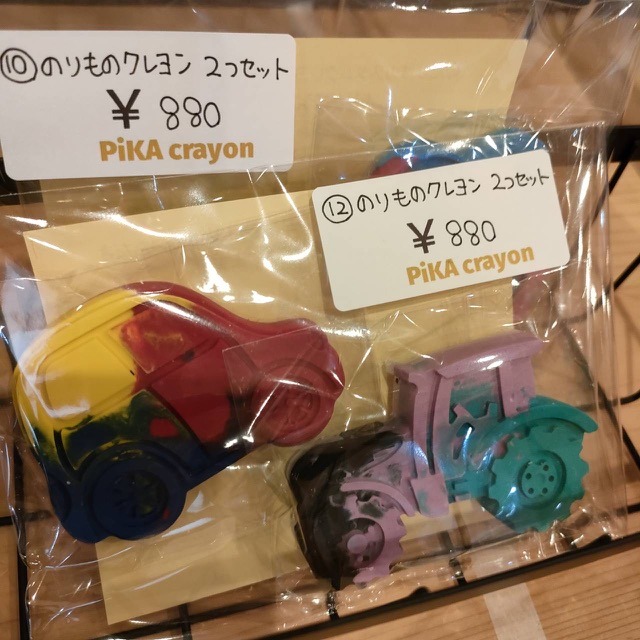 ⑩のりものクレヨン 2つセット
¥ 880
PiKA crayon
⑫のりものクレヨン 2つセット
¥ 880
PiKA crayon